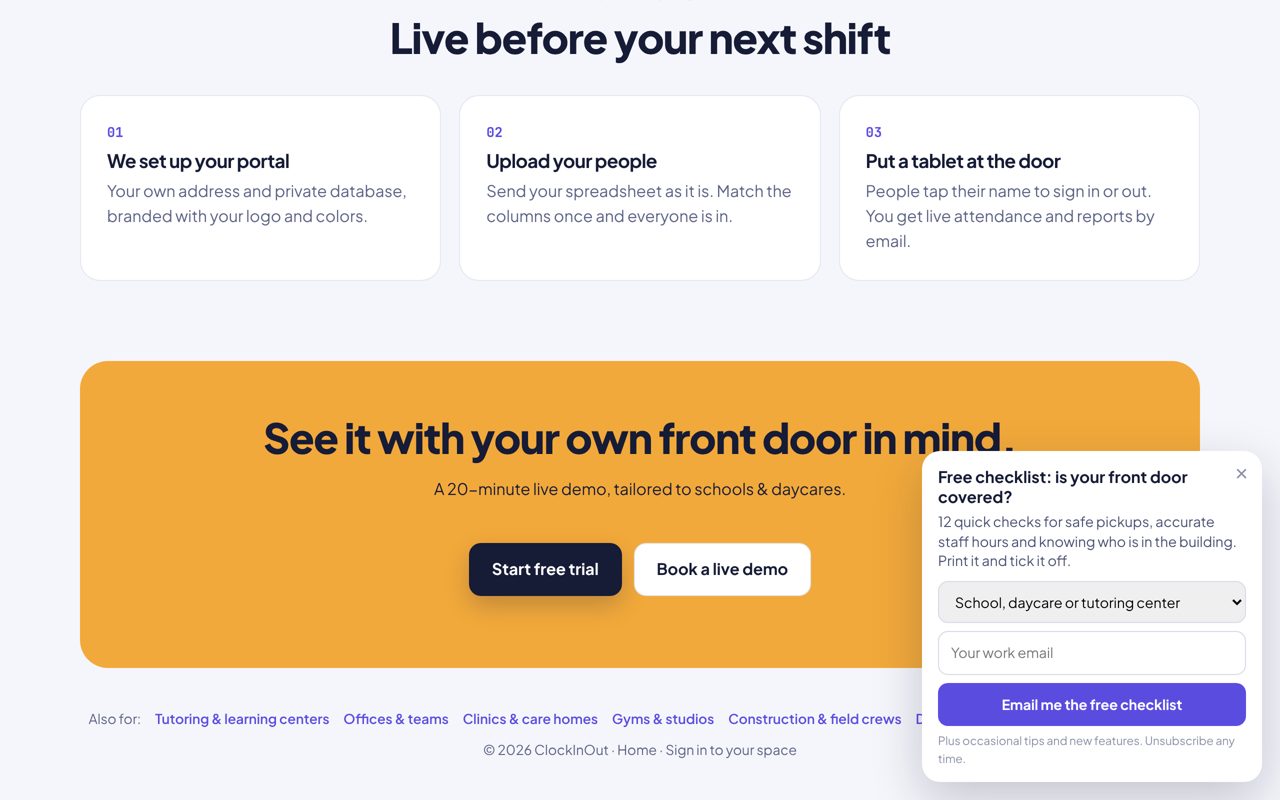 Live before your next shift
01
We set up your portal
Your own address and private database,
branded with your logo and colors.
02
Upload your people
Send your spreadsheet as it is. Match the
columns once and everyone is in.
03
Put a tablet at the door
People tap their name to sign in or out.
You get live attendance and reports by
email.
See it with your own front door in mind.
A 20-minute live demo, tailored to schools & daycares.
Start free trial
Book a live demo
Also for: Tutoring & learning centers Offices & teams Clinics & care homes Gyms & studios Construction & field crews
© 2026 ClockInOut · Home · Sign in to your space
Free checklist: is your front door
covered?
×
12 quick checks for safe pickups, accurate
staff hours and knowing who is in the building.
Print it and tick it off.
School, daycare or tutoring center
Your work email
Email me the free checklist
Plus occasional tips and new features. Unsubscribe any
time.